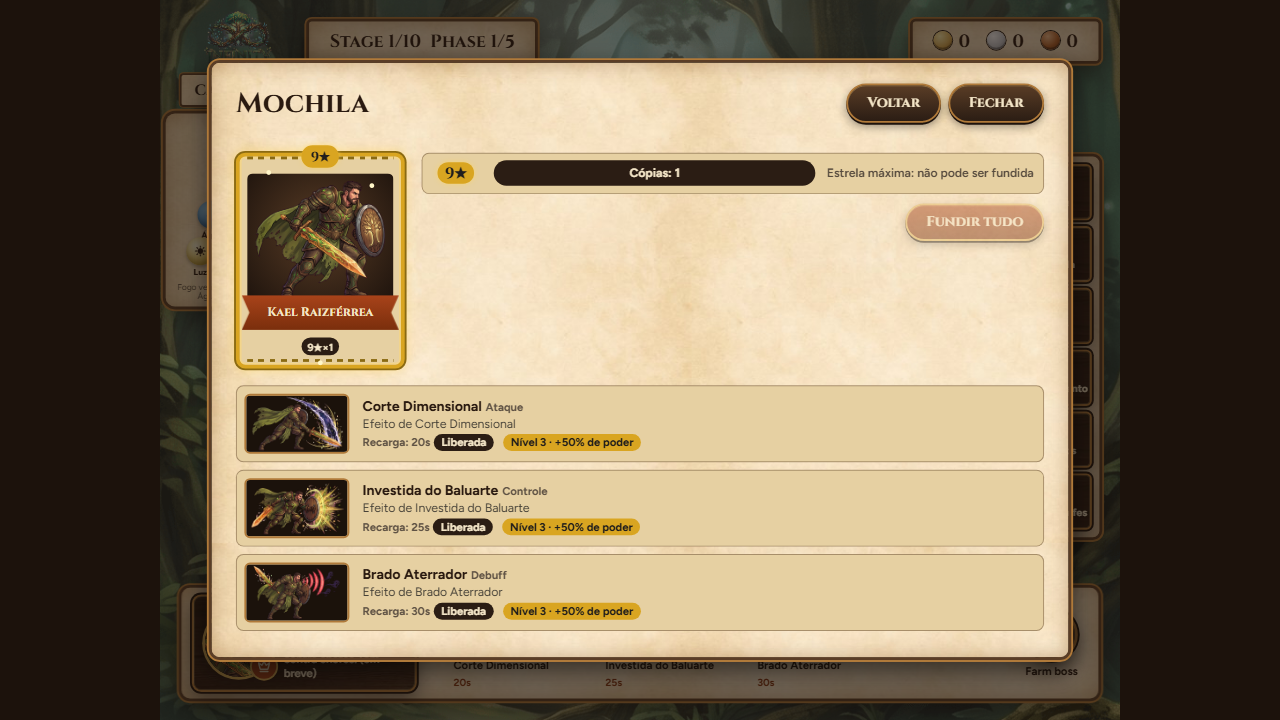 Stage 1/10 Phase 1/5
0 0 0
Mochila
Voltar
Fechar
9★
Kael Raizférrea
9★×1
9★
Cópias: 1
Estrela máxima: não pode ser fundida
Fundir tudo
Corte Dimensional Ataque
Efeito de Corte Dimensional
Recarga: 20s Liberada Nível 3 · +50% de poder
Investida do Baluarte Controle
Efeito de Investida do Baluarte
Recarga: 25s Liberada Nível 3 · +50% de poder
Brado Aterrador Debuff
Efeito de Brado Aterrador
Recarga: 30s Liberada Nível 3 · +50% de poder
breve)
Corte Dimensional
20s
Investida do Baluarte
25s
Brado Aterrador
30s
Farm boss